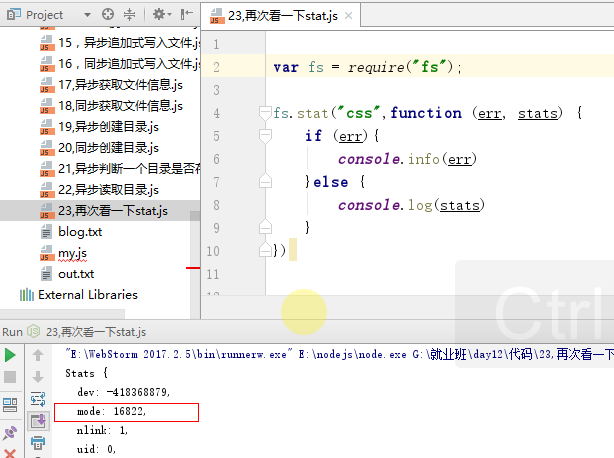 Project
23,再次看一下stat.js
15，异步追加式写入文件.js
16，同步追加式写入文件.js
17,异步获取文件信息.js
18,同步获取文件信息.js
19,异步创建目录.js
20,同步创建目录.js
21,异步判断一个目录是否存
22,异步读取目录.js
23,再次看一下stat.js
blog.txt
my.js
out.txt
External Libraries
1
2 var fs = require("fs");
3
4 fs.stat("css",function (err, stats) {
5 if (err){
6 console.info(err)
7 }else {
8 console.log(stats)
9 }
10 })
11
Ctrl
Run 23,再次看一下stat.js
"E:\WebStorm 2017.2.5\bin\runnerw.exe" E:\nodejs\node.exe G:\就业班\day12\代码\23,再次看一下
Stats {
dev: -418368879,
mode: 16822,
nlink: 1,
uid: 0,